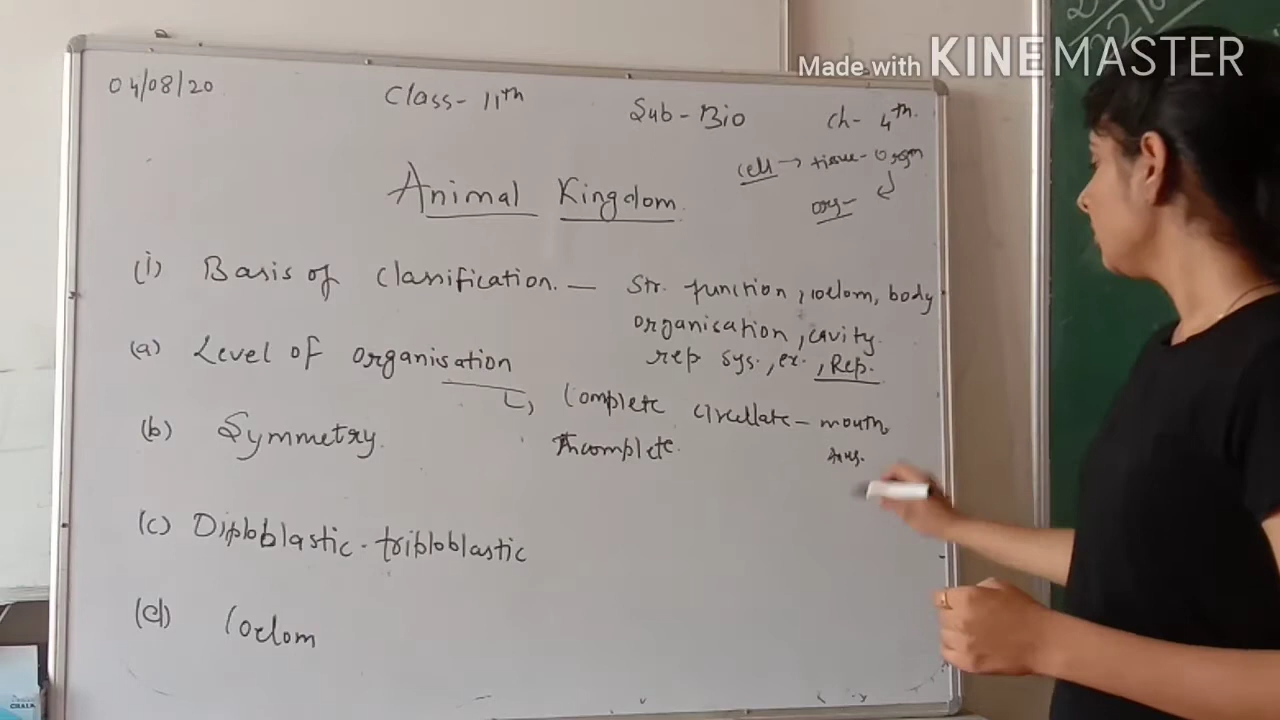 Made with KINEMASTER
04/08/20 Class- 11th Sub- Bio Ch- 4th.
Cell → tissue - Organ
Animal Kingdom
org-
(i) Basis of Classification. — Str. function, coelom, body
organisation, cavity.
(a) Level of organisation
rep sys., ex., Rep.
Complete Circulate - mouth
(b) Symmetry.
Incomplete.
(c) Diploblastic - tribloblastic
(d) Coelom